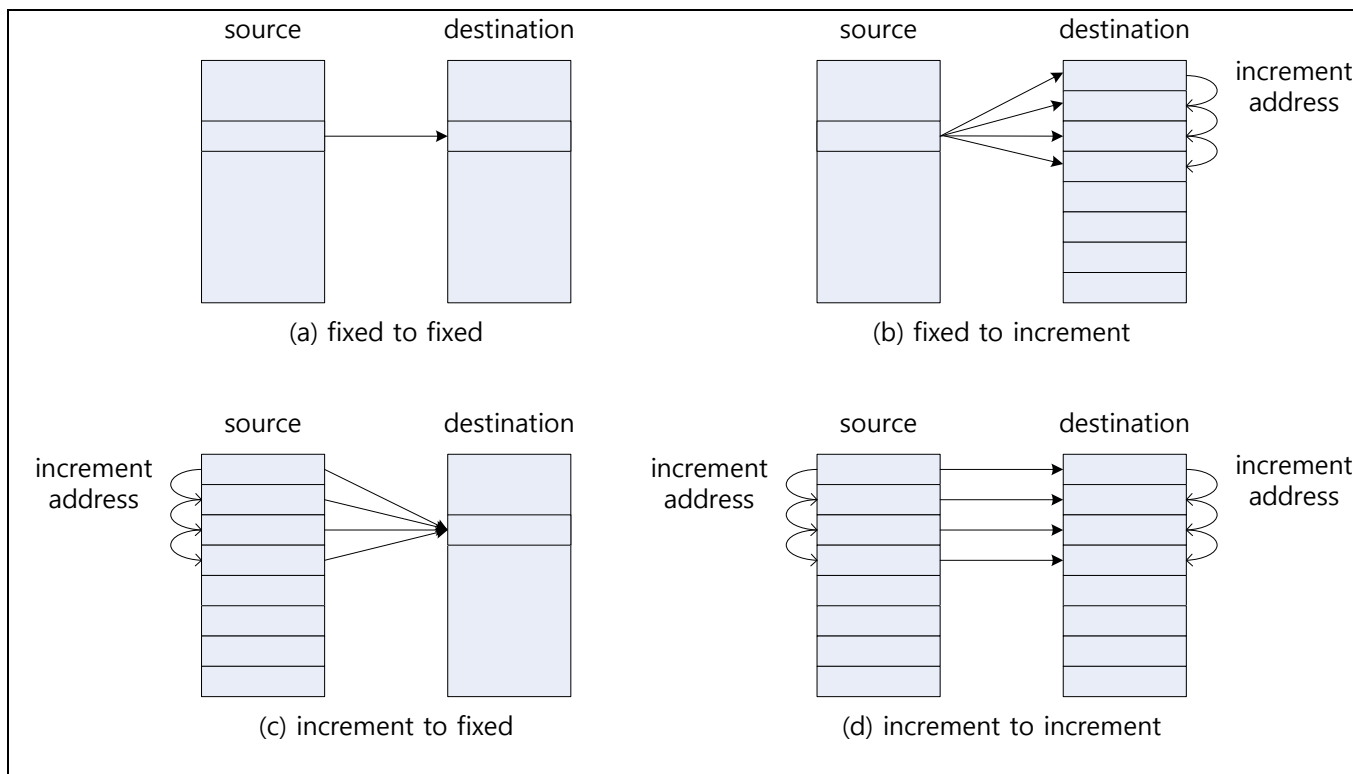 source
destination
(a) fixed to fixed
source
destination
increment
address
(b) fixed to increment
source
destination
increment
address
(c) increment to fixed
source
destination
increment
address
increment
address
(d) increment to increment